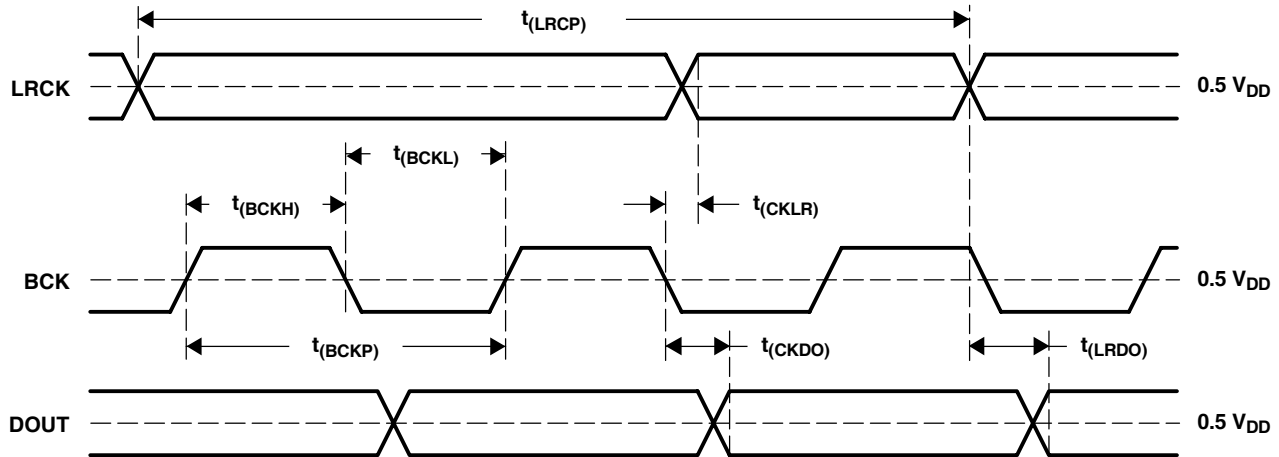 t(LRCP)
LRCK
0.5 VDD
t(BCKL)
t(BCKH)
t(CKLR)
BCK
0.5 VDD
t(BCKP)
t(CKDO)
t(LRDO)
DOUT
0.5 VDD